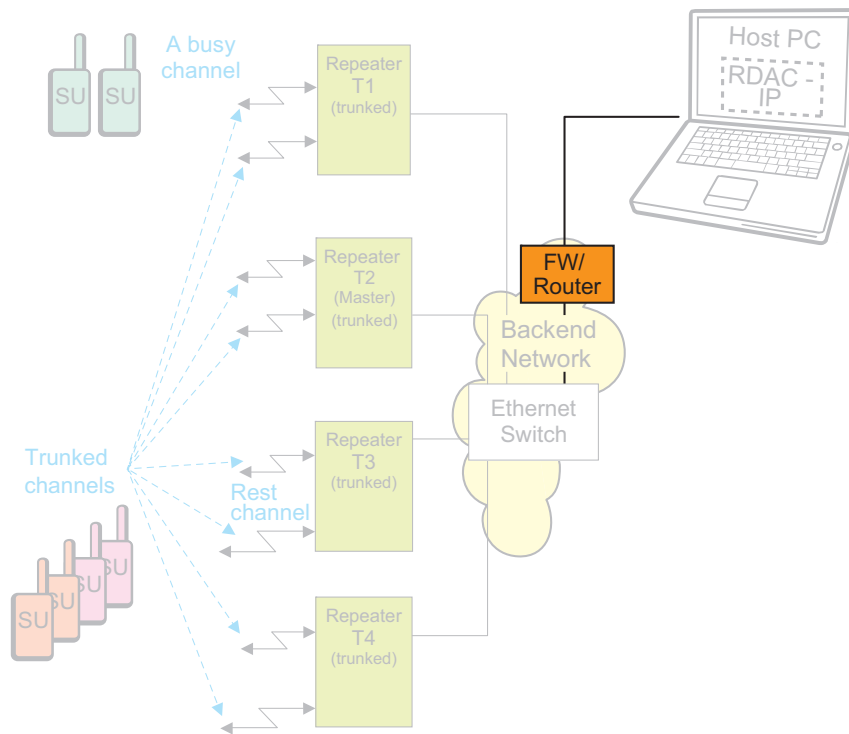 A busy
channel
SU
SU
Repeater
T1
(trunked)
Host PC
RDAC -
IP
Repeater
T2
(Master)
(trunked)
FW/
Router
Backend
Network
Ethernet
Switch
Repeater
T3
(trunked)
Trunked
channels
Rest
channel
SU
SU
SU
SU
Repeater
T4
(trunked)